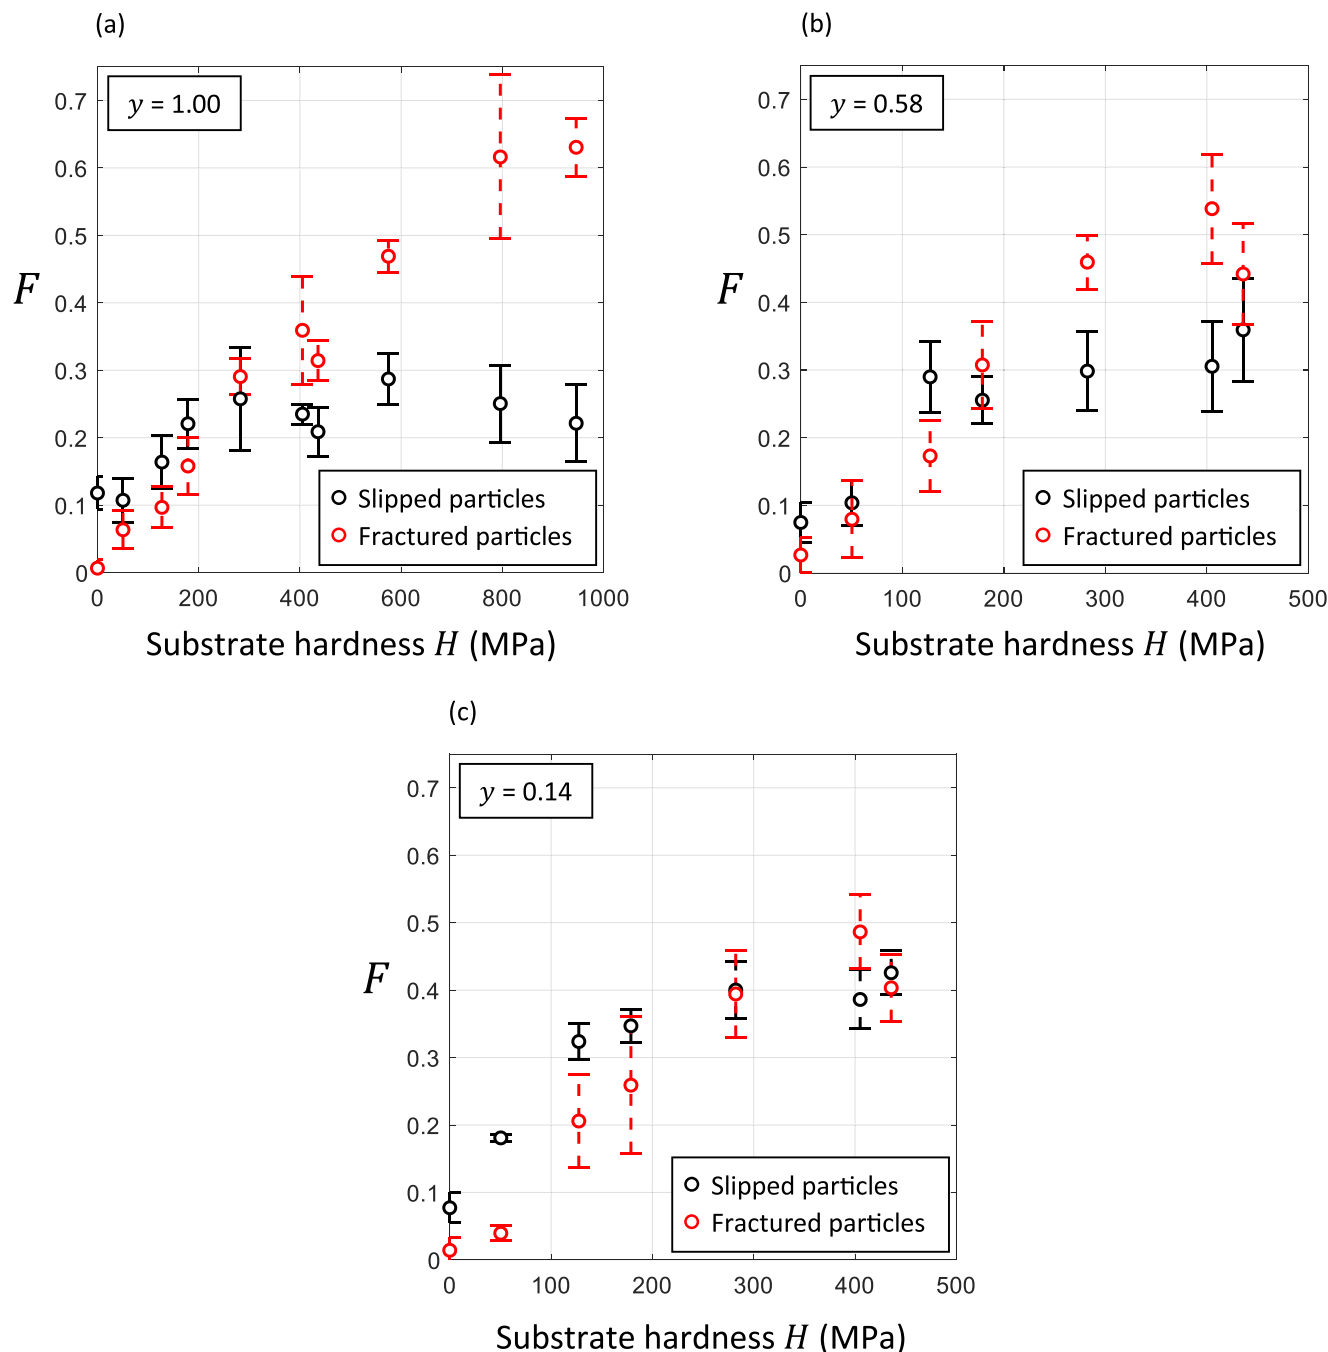 (a)
y = 1.00
0.7
0.6
0.5
0.4
0.3
0.2
0.1
0
F
Slipped particles
Fractured particles
0 200 400 600 800 1000
Substrate hardness H (MPa)
(b)
y = 0.58
0.7
0.6
0.5
0.4
0.3
0.2
0.1
0
F
Slipped particles
Fractured particles
0 100 200 300 400 500
Substrate hardness H (MPa)
(c)
y = 0.14
0.7
0.6
0.5
0.4
0.3
0.2
0.1
0
F
Slipped particles
Fractured particles
0 100 200 300 400 500
Substrate hardness H (MPa)